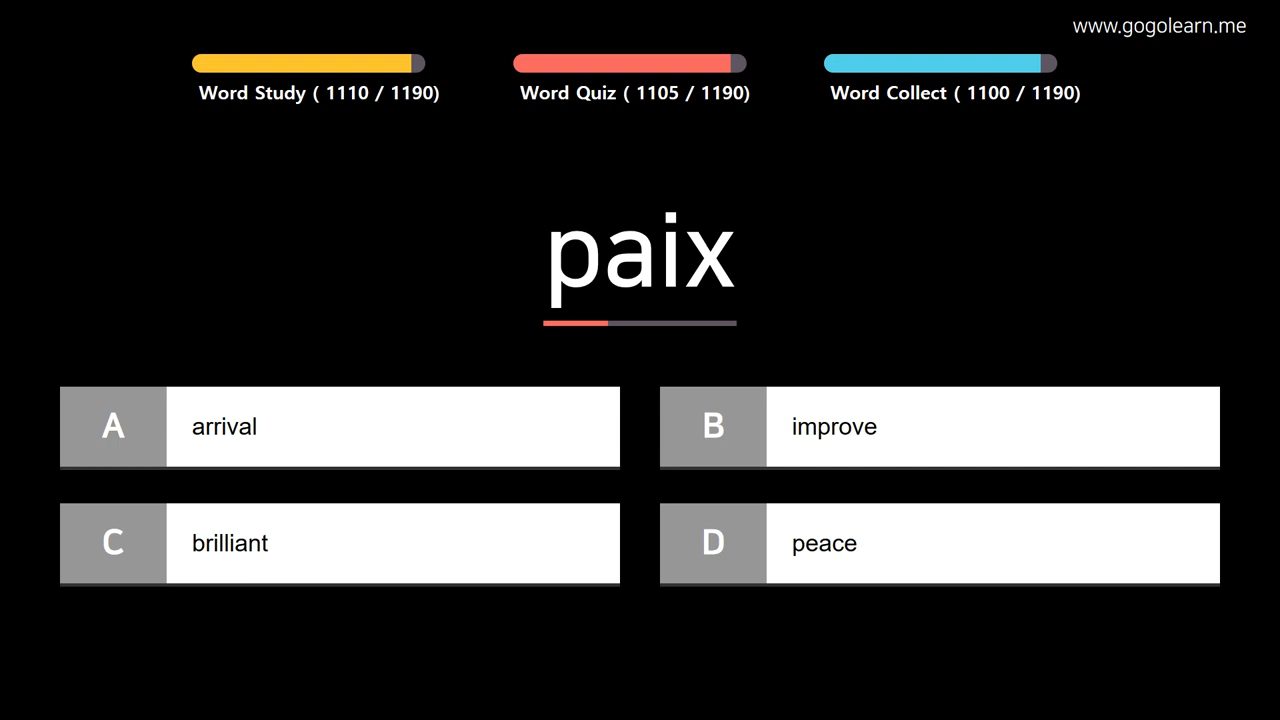 www.gogolearn.me
Word Study ( 1110 / 1190)
Word Quiz ( 1105 / 1190)
Word Collect ( 1100 / 1190)
paix
A arrival
B improve
C brilliant
D peace